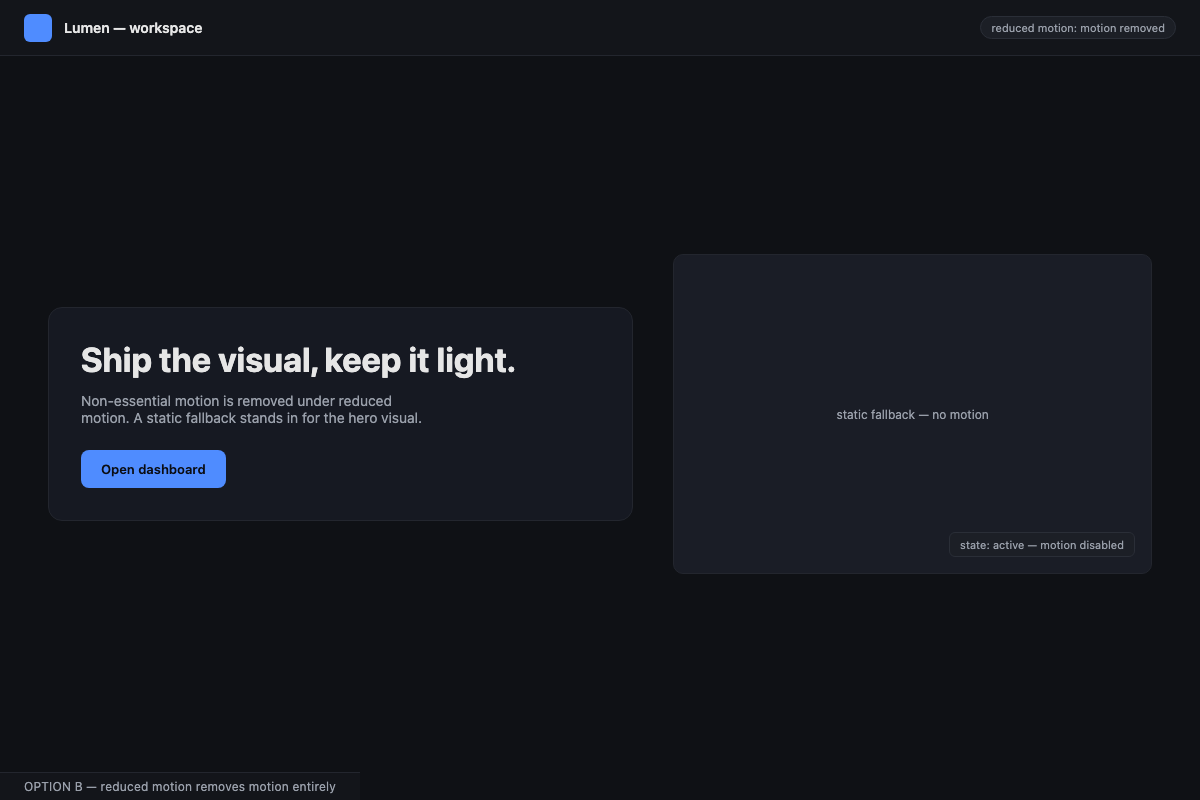 Lumen — workspace
reduced motion: motion removed
Ship the visual, keep it light.
Non-essential motion is removed under reduced
motion. A static fallback stands in for the hero visual.
Open dashboard
static fallback — no motion
state: active — motion disabled
OPTION B — reduced motion removes motion entirely